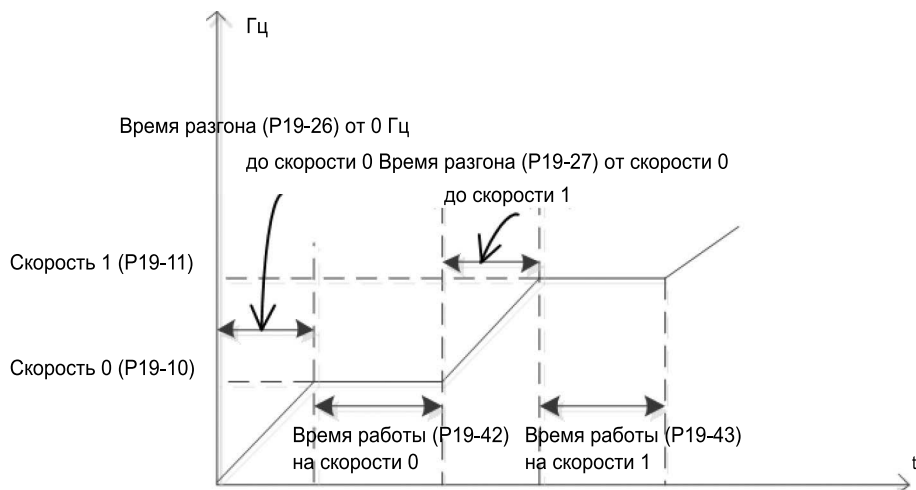 Гц
Время разгона (P19-26) от 0 Гц
до скорости 0 Время разгона (P19-27) от скорости 0
до скорости 1
Скорость 1 (P19-11)
Скорость 0 (P19-10)
Время работы (P19-42)
на скорости 0
Время работы (P19-43)
на скорости 1
t